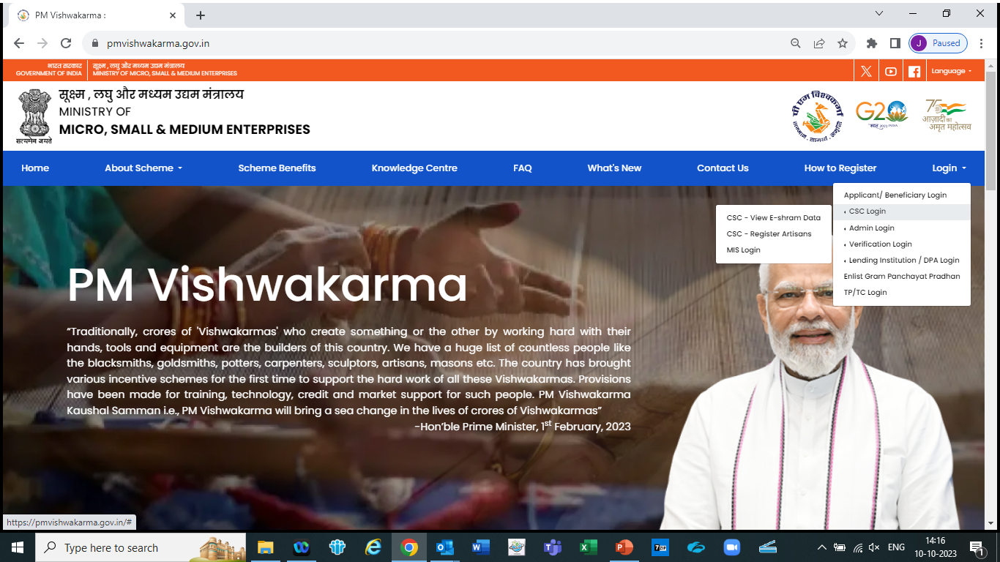 PM Vishwakarma :
pmvishwakarma.gov.in
J Paused
भारत सरकार
GOVERNMENT OF INDIA
सूक्ष्म , लघु और मध्यम उद्यम मंत्रालय
MINISTRY OF MICRO, SMALL & MEDIUM ENTERPRISES
Language
सूक्ष्म , लघु और मध्यम उद्यम मंत्रालय
MINISTRY OF
MICRO, SMALL & MEDIUM ENTERPRISES
सत्यमेव जयते
पी एम विश्वकर्मा
सम्मान, सामर्थ्य, समृद्धि
G20
भारत 2023 INDIA
75
आज़ादी का
अमृत महोत्सव
Home About Scheme Scheme Benefits Knowledge Centre FAQ What's New Contact Us How to Register Login
Applicant/ Beneficiary Login
CSC Login
Admin Login
Verification Login
Lending Institution / DPA Login
Enlist Gram Panchayat Pradhan
TP/TC Login
CSC - View E-shram Data
CSC - Register Artisans
MIS Login
PM Vishwakarma
“Traditionally, crores of 'Vishwakarmas' who create something or the other by working hard with their
hands, tools and equipment are the builders of this country. We have a huge list of countless people like
the blacksmiths, goldsmiths, potters, carpenters, sculptors, artisans, masons etc. The country has brought
various incentive schemes for the first time to support the hard work of all these Vishwakarmas. Provisions
have been made for training, technology, credit and market support for such people. PM Vishwakarma
Kaushal Samman i.e., PM Vishwakarma will bring a sea change in the lives of crores of Vishwakarmas”
-Hon’ble Prime Minister, 1st February, 2023
https://pmvishwakarma.gov.in/#
Type here to search
ENG
14:16
10-10-2023
1